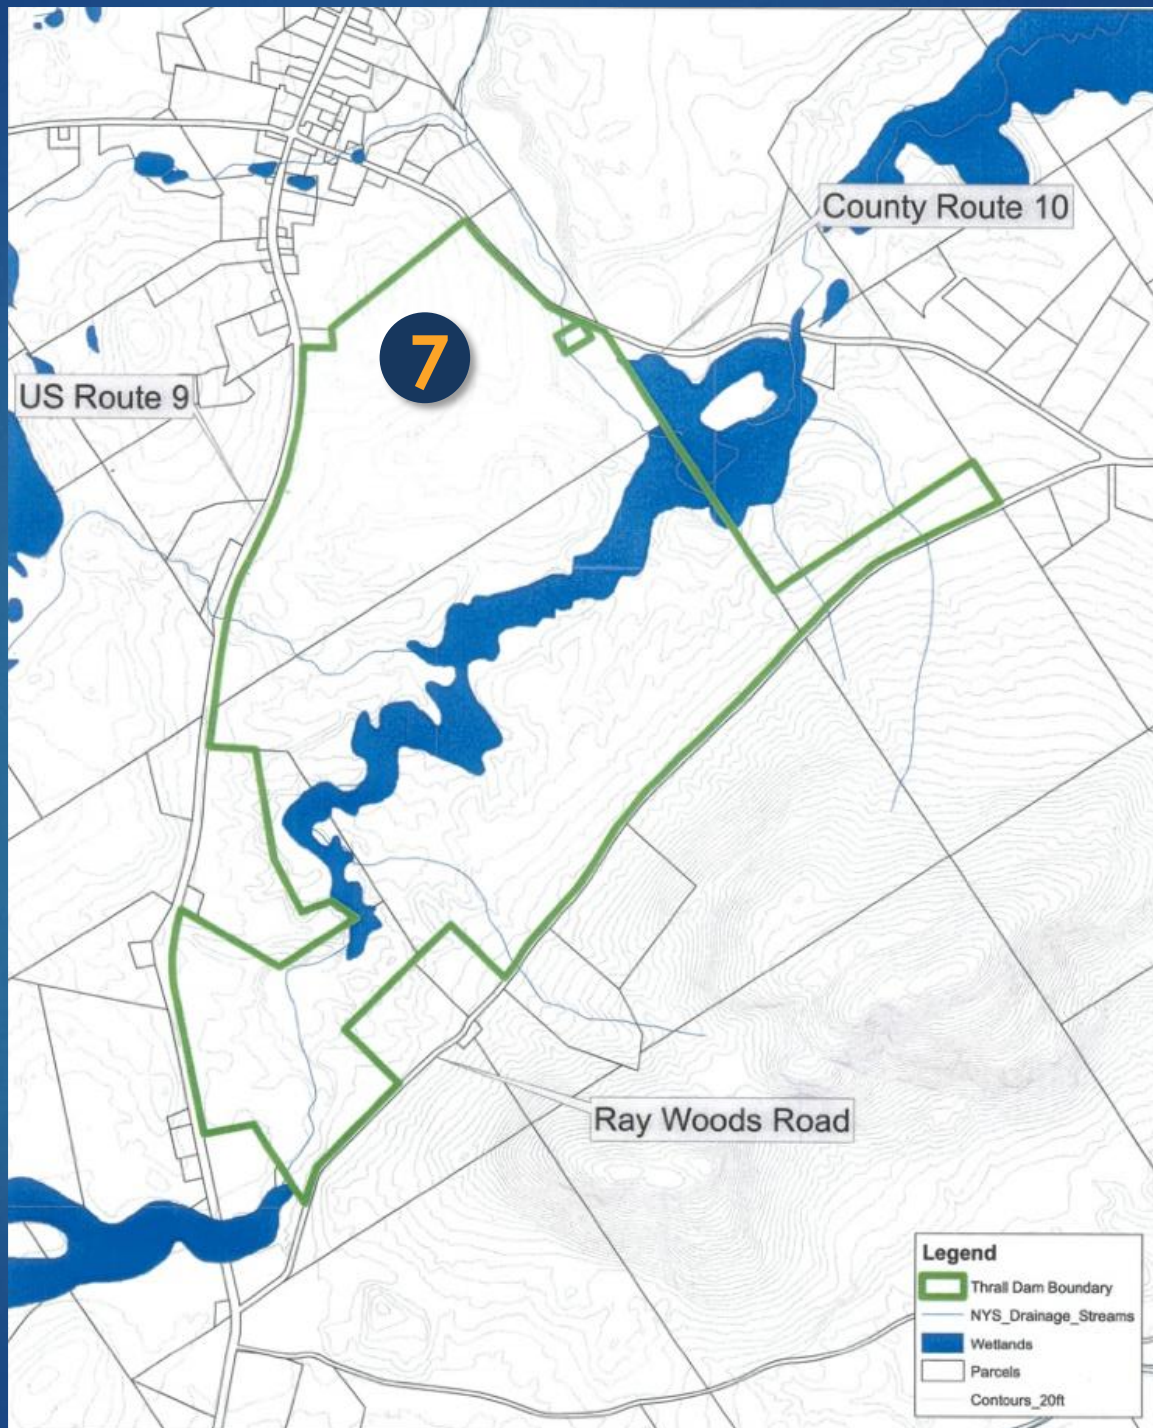 County Route 10
7
US Route 9
Ray Woods Road
Legend
Thrall Dam Boundary
NYS_Drainage_Streams
Wetlands
Parcels
Contours_20ft